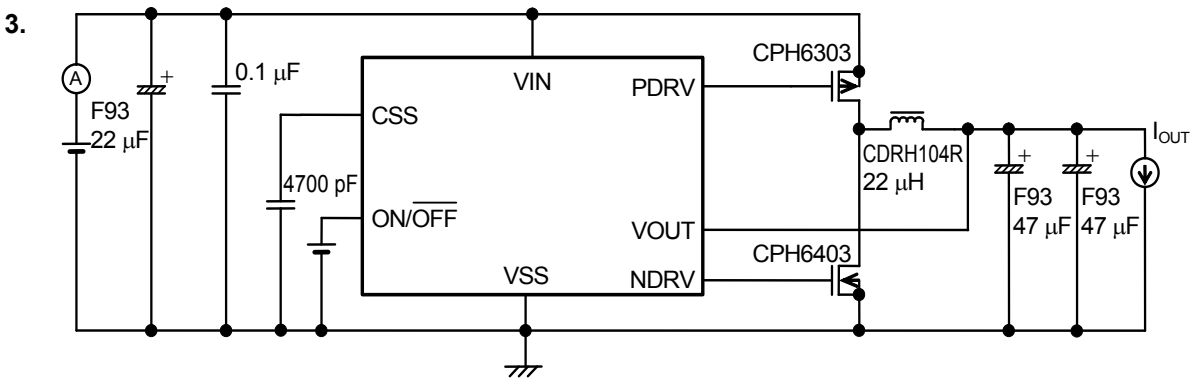 3.
A
F93
22 μF
+
0.1 μF
4700 pF
CSS
ON/OFF
VIN
VSS
PDRV
VOUT
NDRV
CPH6303
CPH6403
CDRH104R
22 μH
+
F93
47 μF
+
F93
47 μF
IOUT